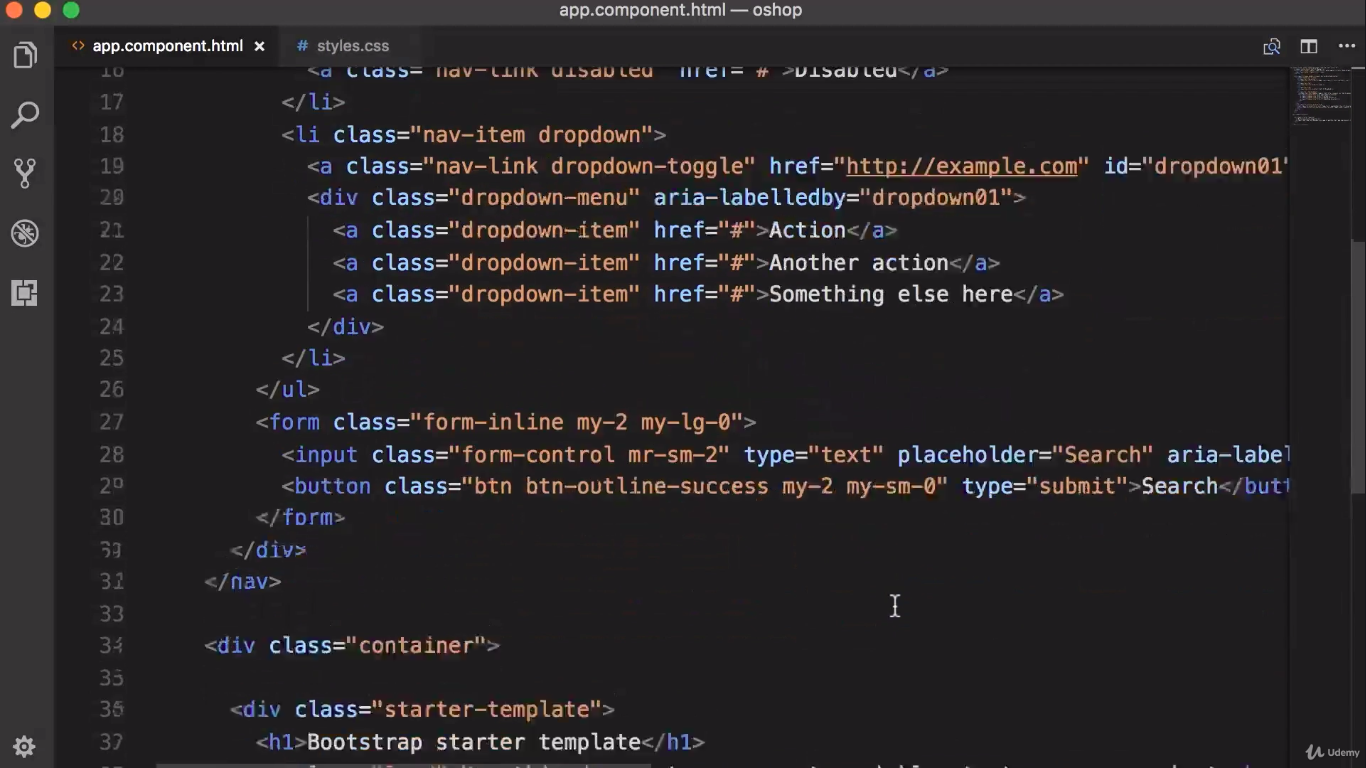 app.component.html — oshop
<> app.component.html × # styles.css
16 <a class="nav-link disabled" href="#">Disabled</a>
17 </li>
18 <li class="nav-item dropdown">
19 <a class="nav-link dropdown-toggle" href="http://example.com" id="dropdown01"
20 <div class="dropdown-menu" aria-labelledby="dropdown01">
21 <a class="dropdown-item" href="#">Action</a>
22 <a class="dropdown-item" href="#">Another action</a>
23 <a class="dropdown-item" href="#">Something else here</a>
24 </div>
25 </li>
26 </ul>
27 <form class="form-inline my-2 my-lg-0">
28 <input class="form-control mr-sm-2" type="text" placeholder="Search" aria-label
29 <button class="btn btn-outline-success my-2 my-sm-0" type="submit">Search</butt
30 </form>
</div>
</nav>
33
34 <div class="container">
<div class="starter-template">
37 <h1>Bootstrap starter template</h1>
Udemy